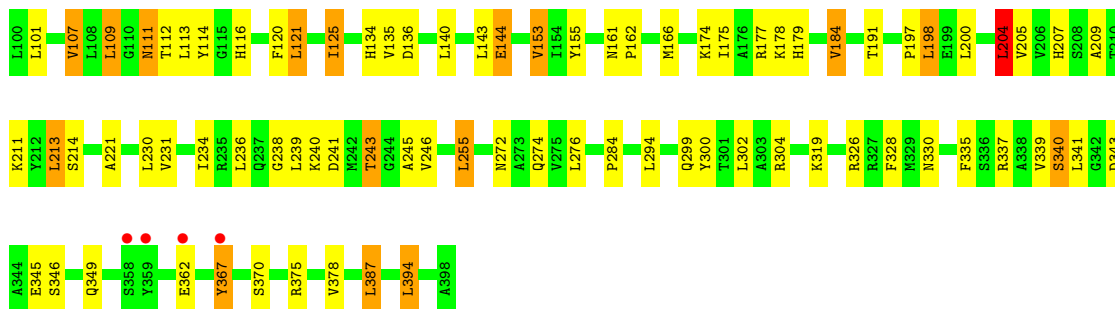 L100 L101 V107 L108 L109 G110 N111 T112 L113 Y114 G115 H116 F120 L121 I125 H134 V135 D136 L140 L143 E144 V153 I154 Y155 N161 P162 M166 K174 I175 A176 R177 K178 H179 V184 T191 P197 L198 E199 L200 L204 V205 V206 H207 S208 A209 T210
K211 Y212 L213 S214 A221 L230 V231 I234 R235 L236 Q237 G238 L239 K240 D241 M242 T243 G244 A245 V246 L255 N272 A273 Q274 V275 L276 P284 L294 Q299 Y300 T301 L302 A303 R304 K319 R326 R327 F328 M329 N330 F335 S336 R337 A338 V339 S340 L341 G342
A344 E345 S346 Q349 S358 Y359 E362 Y367 S370 R375 V378 L387 L394 A398